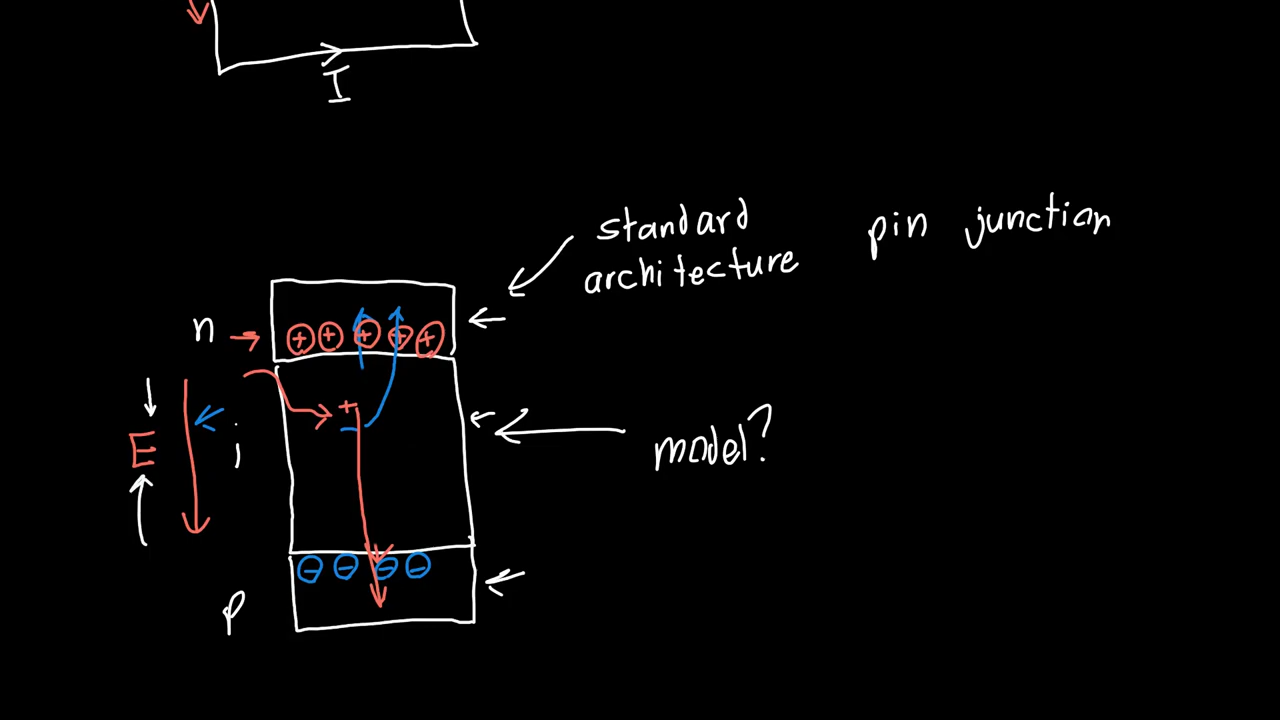 I
standard pin junction
architecture
n
+ + + + +
E
i
+
-
model?
- - - -
p